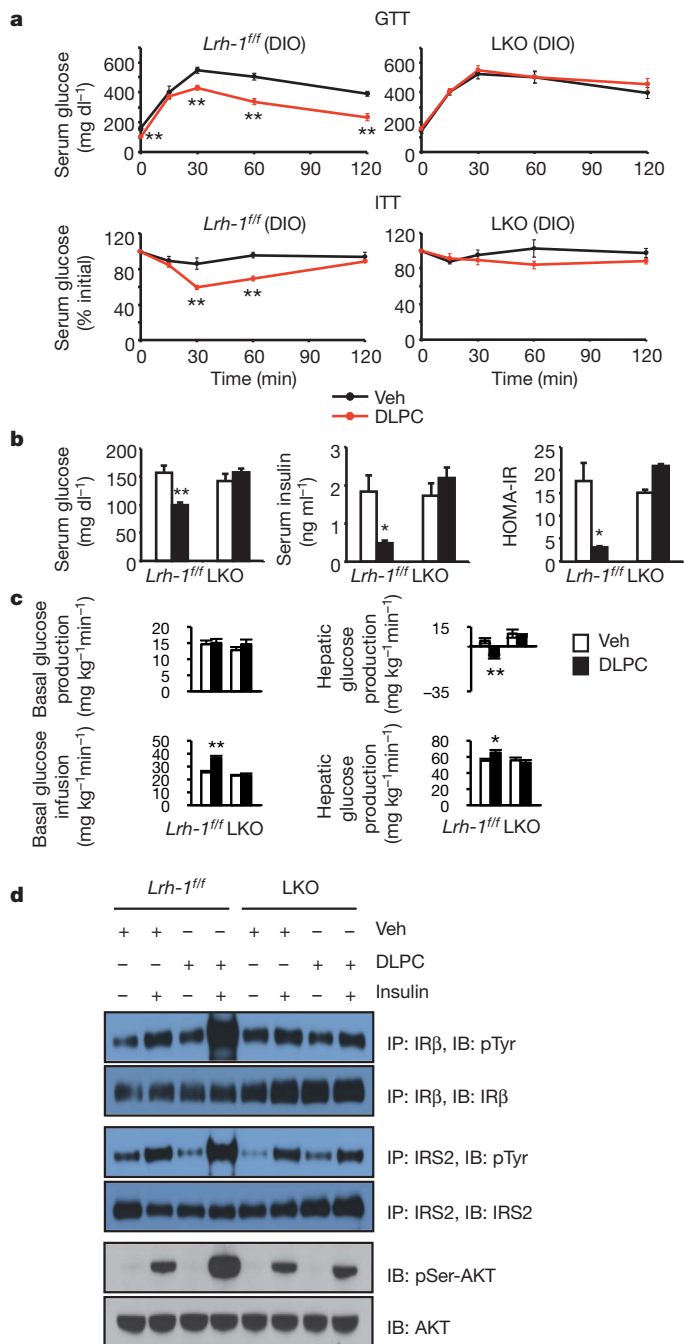 a
GTT
Lrh-1f/f (DIO)
LKO (DIO)
Serum glucose
(mg dl−1)
600
400
200
0
0 30 60 90 120
** ** ** **
600
400
200
0
0 30 60 90 120
ITT
Lrh-1f/f (DIO)
LKO (DIO)
Serum glucose
(% initial)
120
80
40
0
0 30 60 90 120
** **
120
80
40
0
0 30 60 90 120
Time (min)
Time (min)
Veh
DLPC
b
Serum glucose
(mg dl−1)
200
150
100
50
0
**
Lrh-1f/f LKO
Serum insulin
(ng ml−1)
3
2
1
0
*
Lrh-1f/f LKO
HOMA-IR
25
20
15
10
5
0
*
Lrh-1f/f LKO
c
Basal glucose
production
(mg kg−1min−1)
20
15
10
5
0
Hepatic
glucose
production
(mg kg−1min−1)
15
−35
**
Veh
DLPC
Basal glucose
infusion
(mg kg−1min−1)
50
40
30
20
10
0
**
Lrh-1f/f LKO
Hepatic
glucose
production
(mg kg−1min−1)
80
60
40
20
0
*
Lrh-1f/f LKO
d
Lrh-1f/f
LKO
+ + − − + + − − Veh
− − + + − − + + DLPC
− + − + − + − + Insulin
IP: IRβ, IB: pTyr
IP: IRβ, IB: IRβ
IP: IRS2, IB: pTyr
IP: IRS2, IB: IRS2
IB: pSer-AKT
IB: AKT